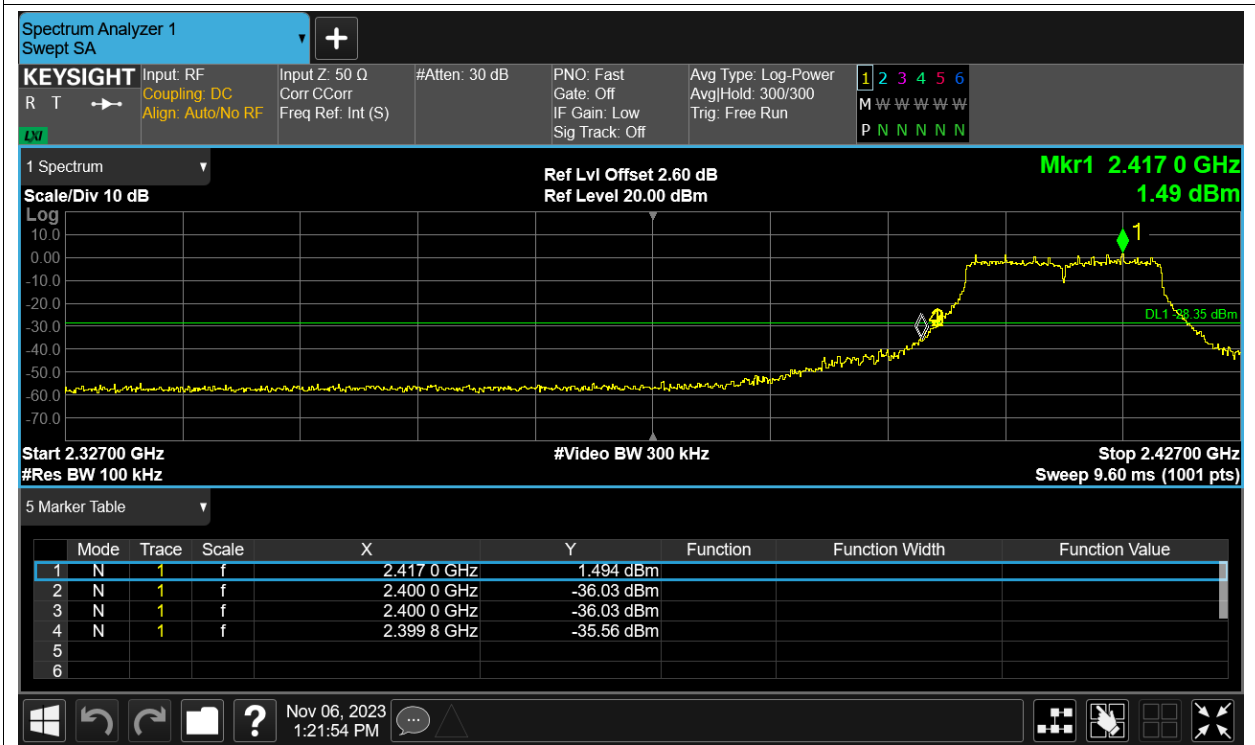 Spectrum Analyzer 1
Swept SA
KEYSIGHT
R T
LXI
Input: RF
Coupling: DC
Align: Auto/No RF
Input Z: 50 Ω
Corr CCorr
Freq Ref: Int (S)
#Atten: 30 dB
PNO: Fast
Gate: Off
IF Gain: Low
Sig Track: Off
Avg Type: Log-Power
Avg|Hold: 300/300
Trig: Free Run
1 2 3 4 5 6
M W W W W W
P N N N N N
1 Spectrum
Scale/Div 10 dB
Ref Lvl Offset 2.60 dB
Ref Level 20.00 dBm
Mkr1 2.417 0 GHz
1.49 dBm
Log
10.0
0.00
-10.0
-20.0
-30.0
-40.0
-50.0
-60.0
-70.0
1
DL1 -28.35 dBm
Start 2.32700 GHz
#Res BW 100 kHz
#Video BW 300 kHz
Stop 2.42700 GHz
Sweep 9.60 ms (1001 pts)
5 Marker Table
Mode Trace Scale X Y Function Function Width Function Value
1 N 1 f 2.417 0 GHz 1.494 dBm
2 N 1 f 2.400 0 GHz -36.03 dBm
3 N 1 f 2.400 0 GHz -36.03 dBm
4 N 1 f 2.399 8 GHz -35.56 dBm
5
6
Nov 06, 2023
1:21:54 PM